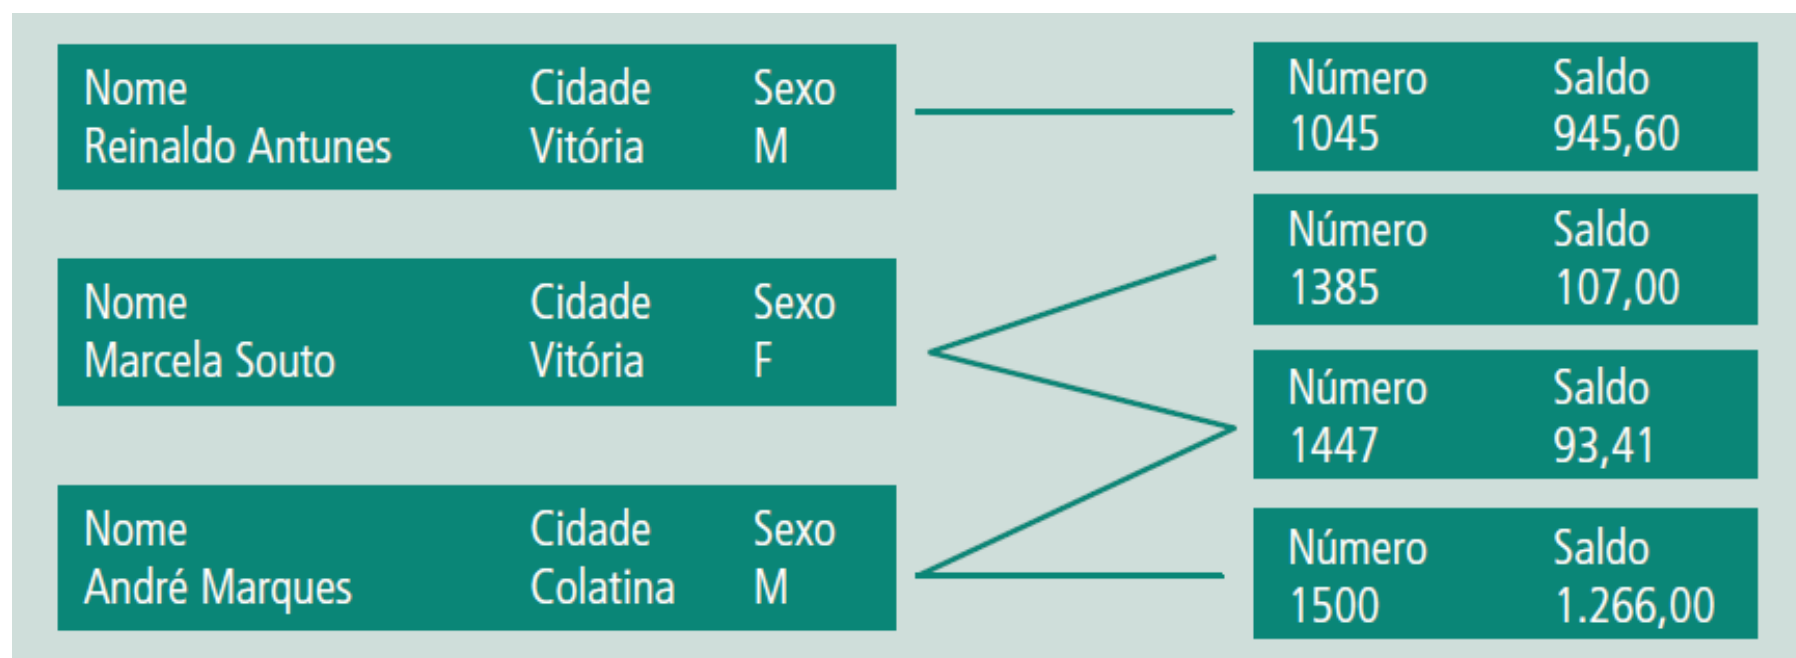 Nome Cidade Sexo
Reinaldo Antunes Vitória M
Número Saldo
1045 945,60
Número Saldo
1385 107,00
Nome Cidade Sexo
Marcela Souto Vitória F
Número Saldo
1447 93,41
Nome Cidade Sexo
André Marques Colatina M
Número Saldo
1500 1.266,00